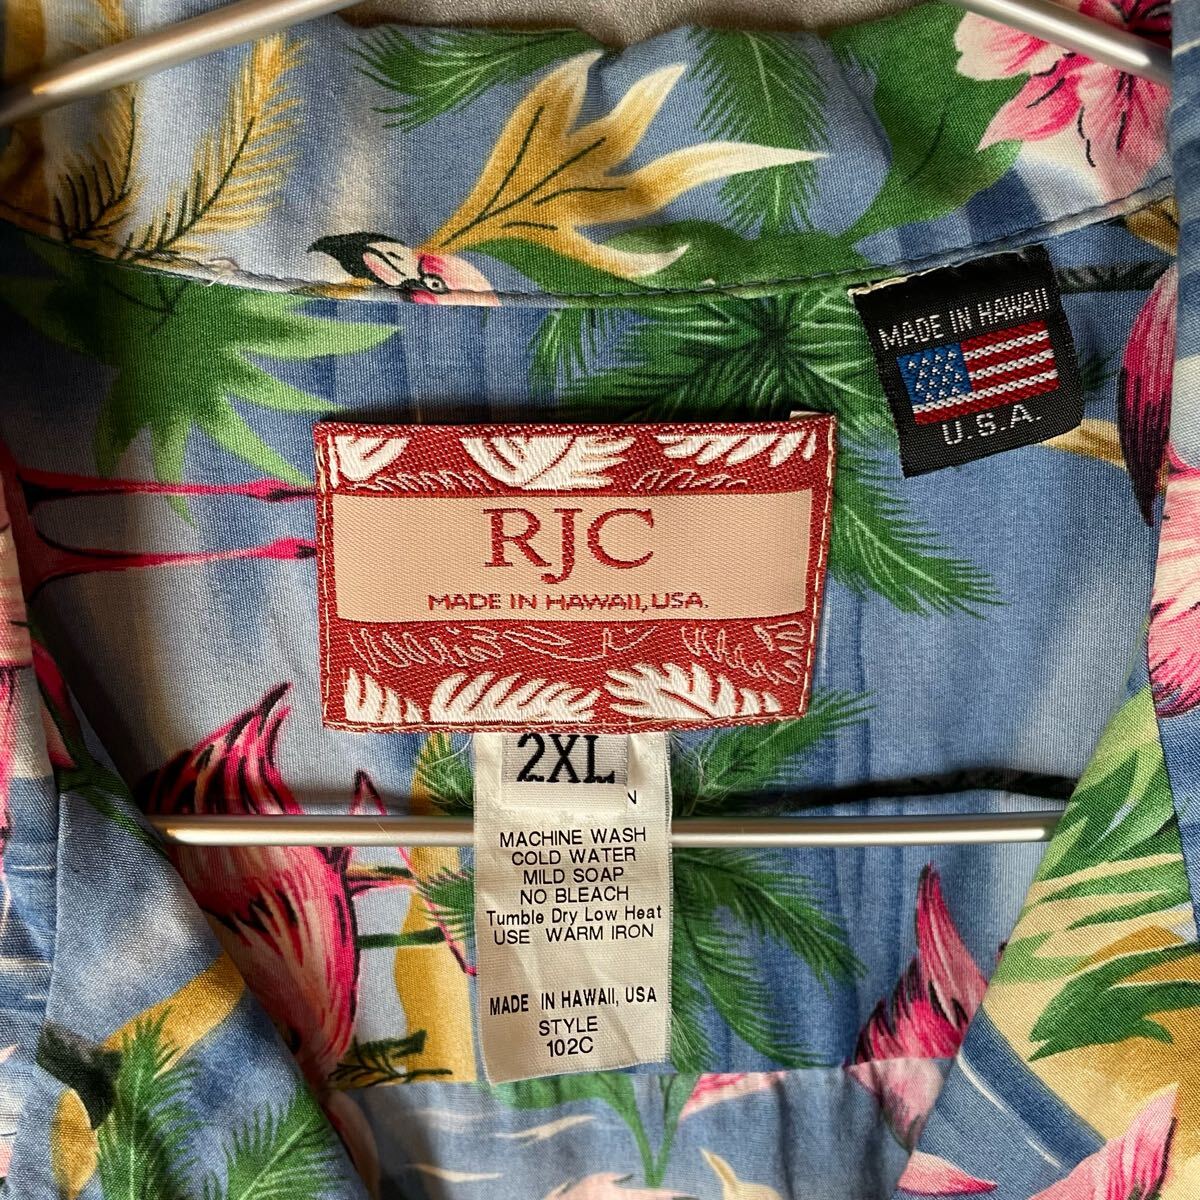 MADE IN HAWAII
U.S.A.
RJC
MADE IN HAWAII, USA.
2XL
N
MACHINE WASH
COLD WATER
MILD SOAP
NO BLEACH
Tumble Dry Low Heat
USE WARM IRON
MADE IN HAWAII, USA
STYLE
102C